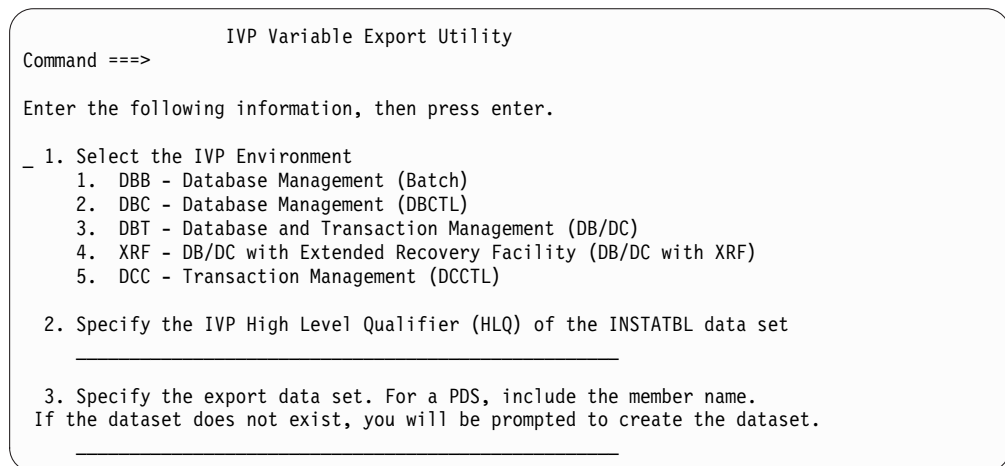 IVP Variable Export Utility
Command ===>
Enter the following information, then press enter.
_ 1. Select the IVP Environment
1. DBB - Database Management (Batch)
2. DBC - Database Management (DBCTL)
3. DBT - Database and Transaction Management (DB/DC)
4. XRF - DB/DC with Extended Recovery Facility (DB/DC with XRF)
5. DCC - Transaction Management (DCCTL)
2. Specify the IVP High Level Qualifier (HLQ) of the INSTATBL data set
___________________________________________________
3. Specify the export data set. For a PDS, include the member name.
If the dataset does not exist, you will be prompted to create the dataset.
___________________________________________________